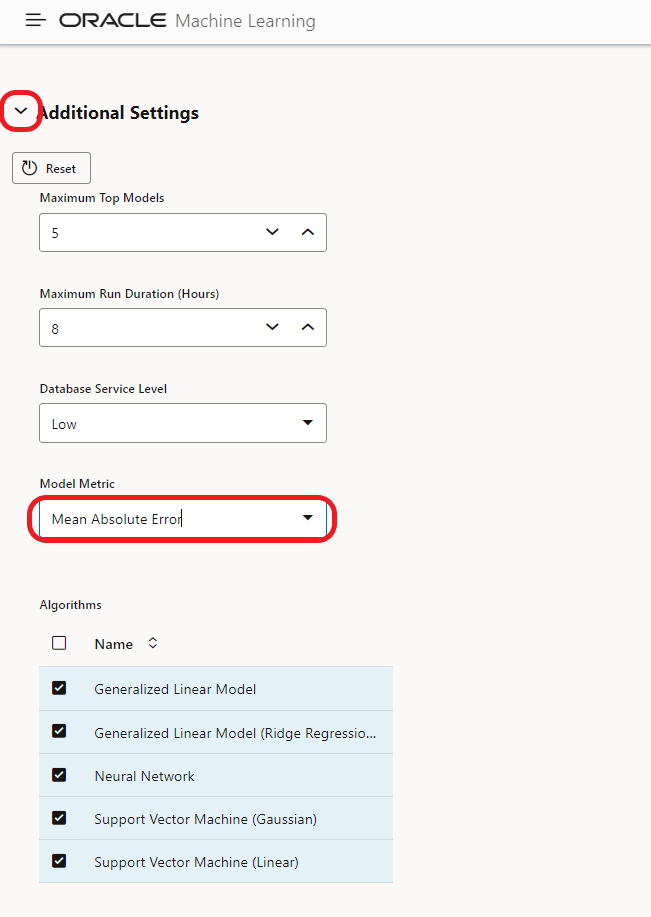 ORACLE Machine Learning
Additional Settings
Reset
Maximum Top Models
5
Maximum Run Duration (Hours)
8
Database Service Level
Low
Model Metric
Mean Absolute Error
Algorithms
Name
Generalized Linear Model
Generalized Linear Model (Ridge Regressio...
Neural Network
Support Vector Machine (Gaussian)
Support Vector Machine (Linear)